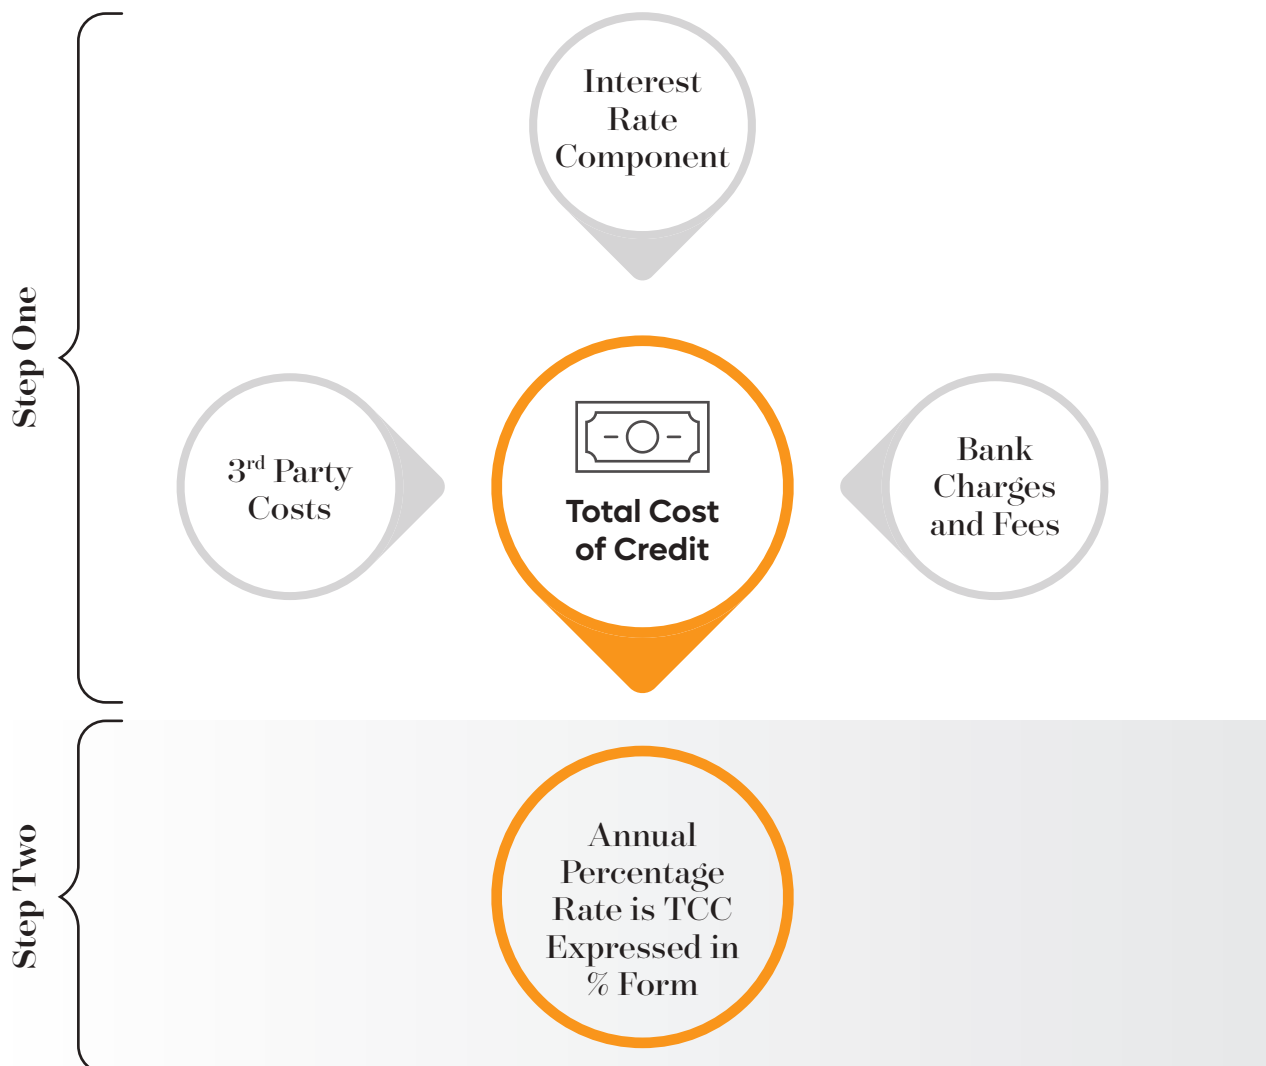 Interest
Rate
Component
Step One
3rd Party
Costs
Total Cost
of Credit
Bank
Charges
and Fees
Step Two
Annual
Percentage
Rate is TCC
Expressed in
% Form